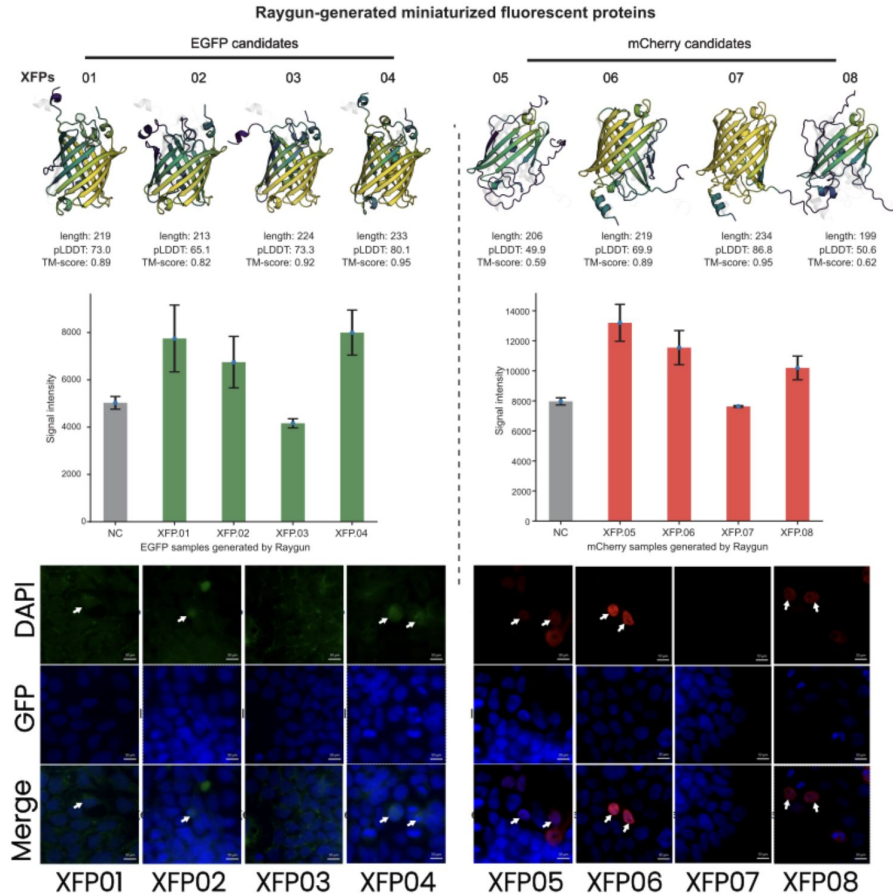 Raygun-generated miniaturized fluorescent proteins
EGFP candidates
mCherry candidates
XFPs 01 02 03 04 05 06 07 08
length: 219
pLDDT: 73.0
TM-score: 0.89
length: 213
pLDDT: 65.1
TM-score: 0.82
length: 224
pLDDT: 73.3
TM-score: 0.92
length: 233
pLDDT: 80.1
TM-score: 0.95
length: 206
pLDDT: 49.9
TM-score: 0.59
length: 219
pLDDT: 69.9
TM-score: 0.89
length: 234
pLDDT: 86.8
TM-score: 0.95
length: 199
pLDDT: 50.6
TM-score: 0.62
Signal intensity
8000
6000
4000
2000
0
NC XFP.01 XFP.02 XFP.03 XFP.04
EGFP samples generated by Raygun
Signal intensity
14000
12000
10000
8000
6000
4000
2000
0
NC XFP.05 XFP.06 XFP.07 XFP.08
mCherry samples generated by Raygun
DAPI
GFP
Merge
XFP01 XFP02 XFP03 XFP04 XFP05 XFP06 XFP07 XFP08